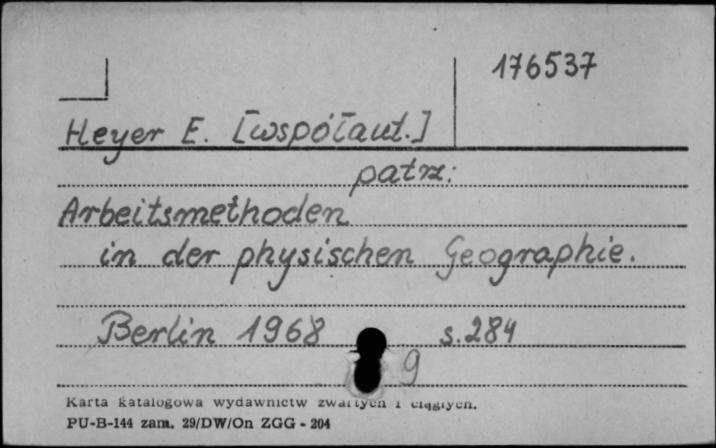 176537
Heyer E. [współaut.]
patrz:
Arbeitsmethoden
in der physischen Geographie.
Berlin 1968 s.284
9
Karta katalogowa wydawnictw zwartych i ciągłych.
PU-B-144 zam. 29/DW/On ZGG - 204